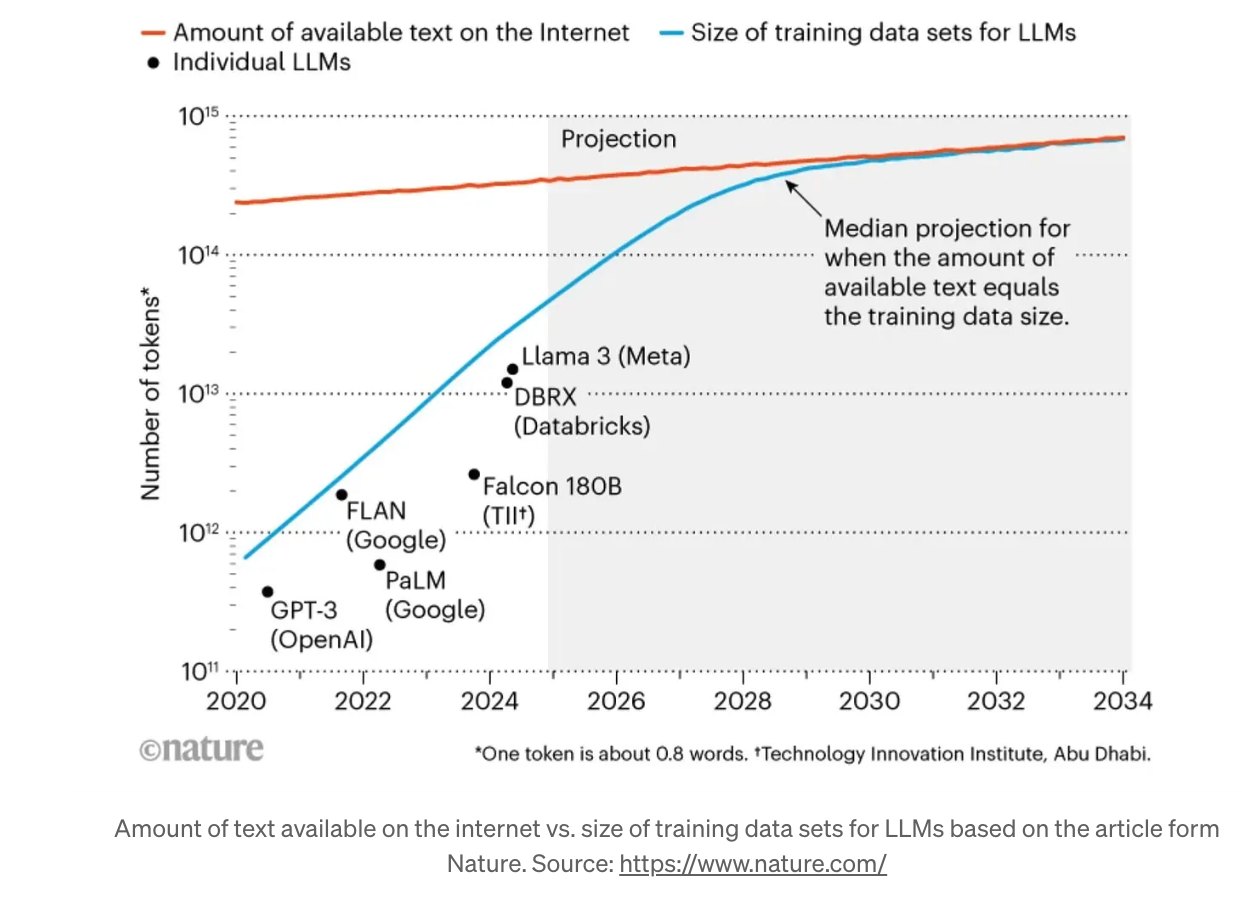 Amount of available text on the Internet
Size of training data sets for LLMs
Individual LLMs
10¹⁵
Projection
Median projection for
when the amount of
available text equals
the training data size.
10¹⁴
Number of tokens*
Llama 3 (Meta)
10¹³
DBRX
(Databricks)
Falcon 180B
(TII†)
FLAN
(Google)
10¹²
PaLM
(Google)
GPT-3
(OpenAI)
10¹¹
2020 2022 2024 2026 2028 2030 2032 2034
©nature
*One token is about 0.8 words. †Technology Innovation Institute, Abu Dhabi.
Amount of text available on the internet vs. size of training data sets for LLMs based on the article form
Nature. Source: https://www.nature.com/